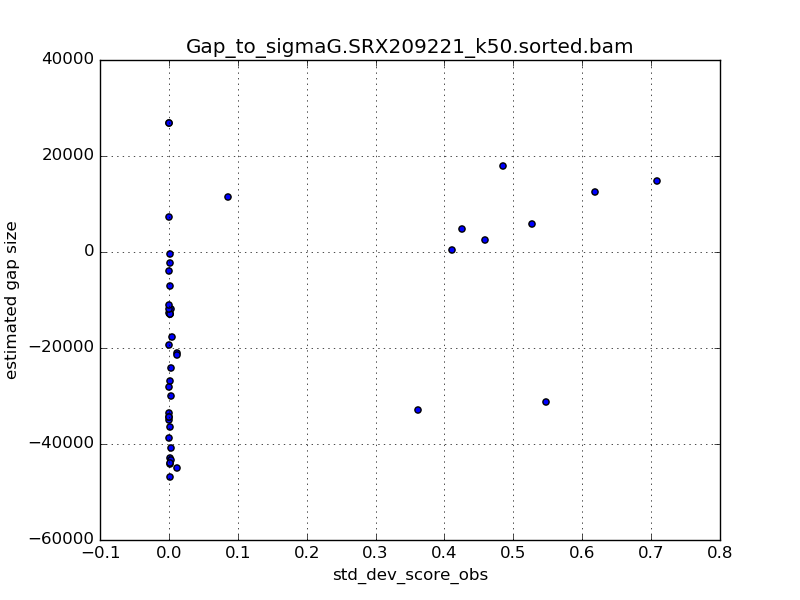 Gap_to_sigmaG.SRX209221_k50.sorted.bam
40000
20000
0
−20000
−40000
−60000
estimated gap size
−0.1 0.0 0.1 0.2 0.3 0.4 0.5 0.6 0.7 0.8
std_dev_score_obs